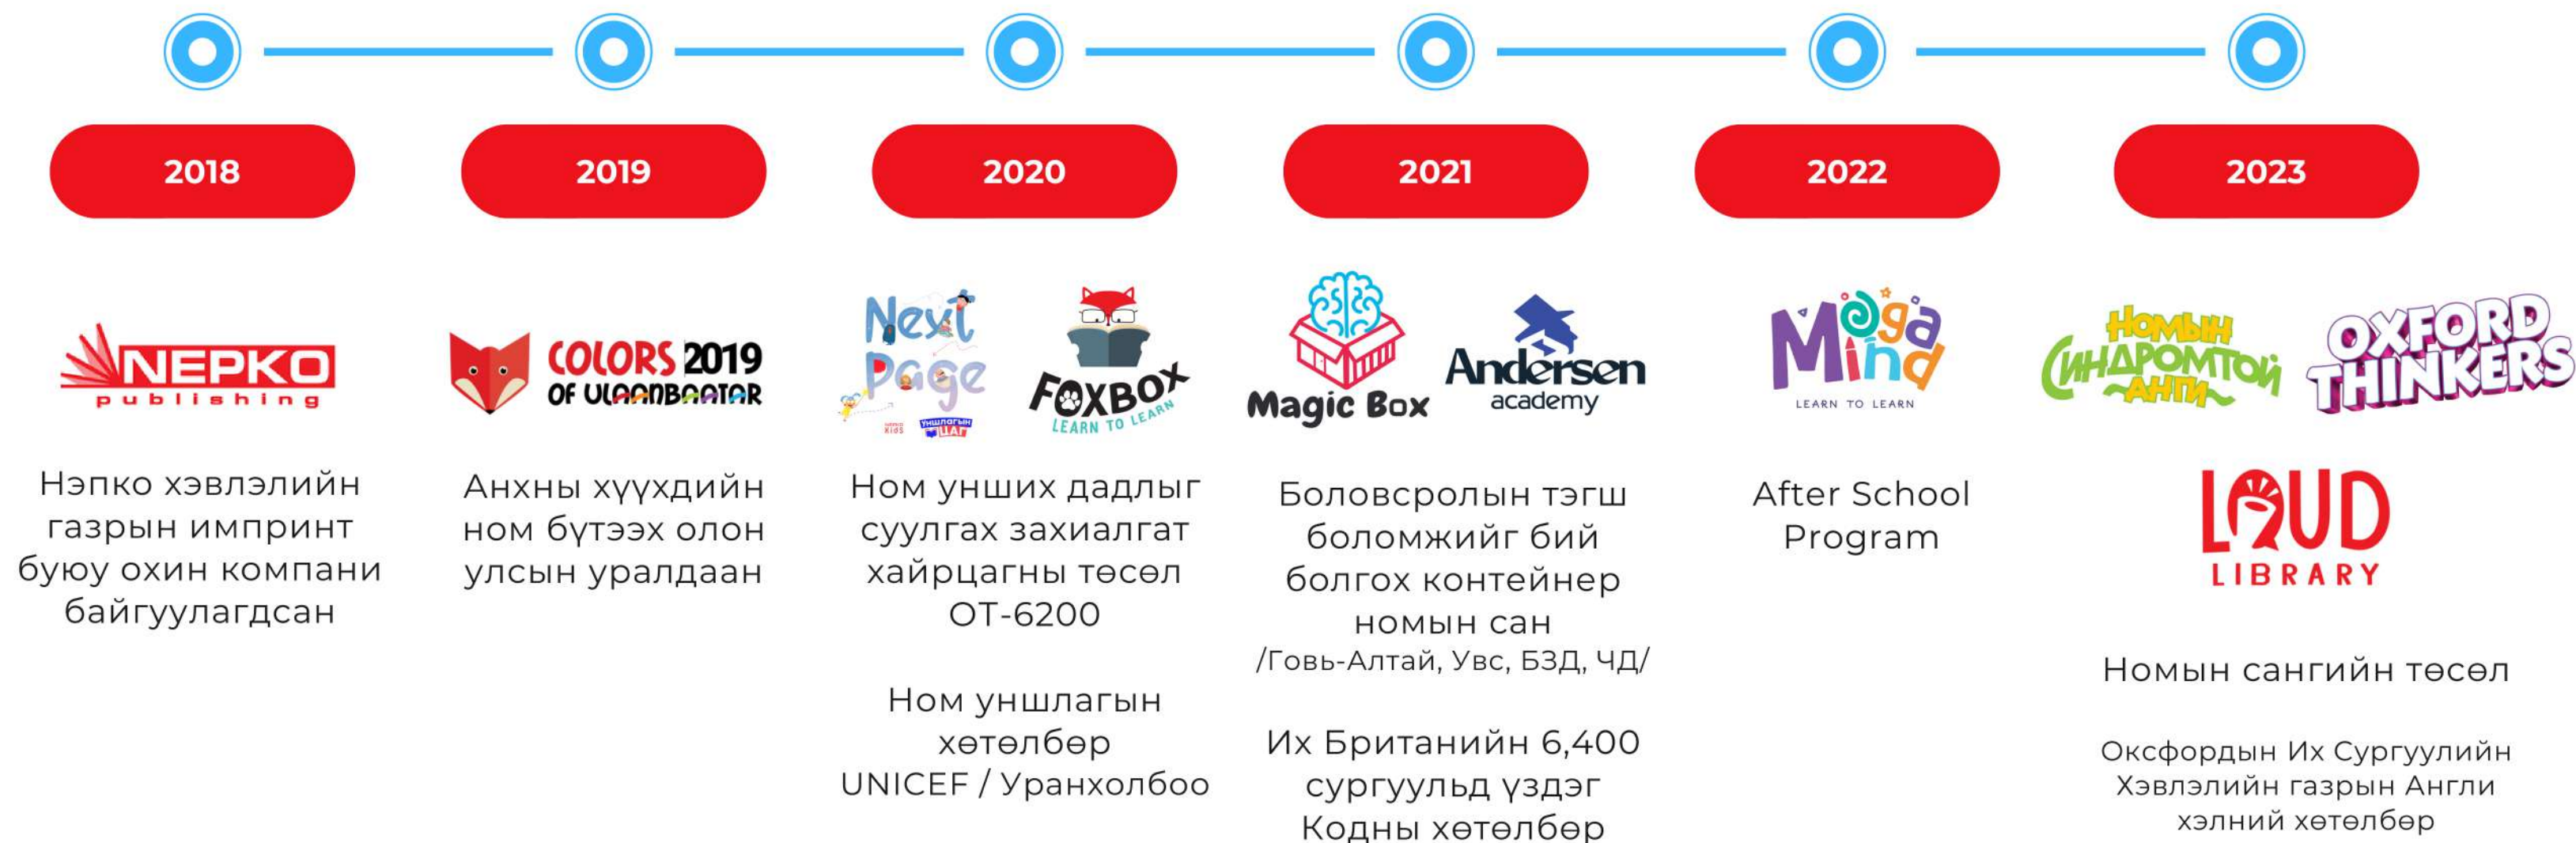 2018
2019
2020
2021
2022
2023
NEPKO
publishing
Нэпко хэвлэлийн
газрын импринт
буюу охин компани
байгуулагдсан
COLORS 2019
OF ULAANBAATAR
Анхны хүүхдийн
ном бүтээх олон
улсын уралдаан
Next
Page
NEPKO
KiDS
УНШЛАГЫН
ЦАГ
FOXBOX
LEARN TO LEARN
Ном унших дадлыг
суулгах захиалгат
хайрцагны төсөл
ОТ-6200
Ном уншлагын
хөтөлбөр
UNICEF / Уранхолбоо
Magic Box
Andersen
academy
Боловсролын тэгш
боломжийг бий
болгох контейнер
номын сан
/Говь-Алтай, Увс, БЗД, ЧД/
Их Британийн 6,400
сургуульд үздэг
Кодны хөтөлбөр
Mega
Mind
LEARN TO LEARN
After School
Program
НОМЫН
СИНДРОМТОЙ
АНГИ
OXFORD
THINKERS
LOUD
LIBRARY
Номын сангийн төсөл
Оксфордын Их Сургуулийн
Хэвлэлийн газрын Англи
хэлний хөтөлбөр